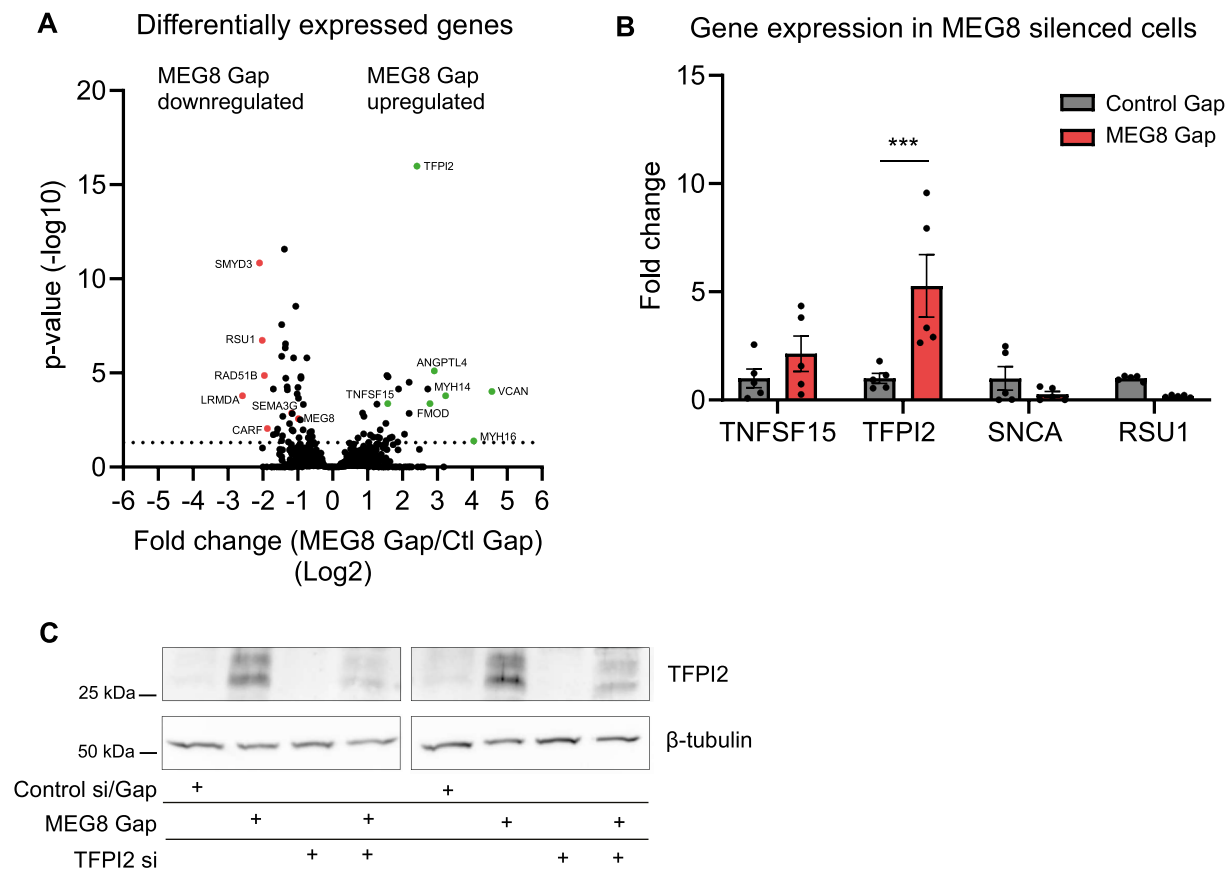 A
Differentially expressed genes
MEG8 Gap
downregulated
MEG8 Gap
upregulated
p-value (-log10)
20
15
10
5
0
TFPI2
SMYD3
RSU1
RAD51B
LRMDA
SEMA3G
MEG8
CARF
ANGPTL4
TNFSF15
MYH14
VCAN
FMOD
MYH16
-6 -5 -4 -3 -2 -1 0 1 2 3 4 5 6
Fold change (MEG8 Gap/Ctl Gap)
(Log2)
B
Gene expression in MEG8 silenced cells
Fold change
15
10
5
0
***
Control Gap
MEG8 Gap
TNFSF15 TFPI2 SNCA RSU1
C
25 kDa
TFPI2
50 kDa
β-tubulin
Control si/Gap + +
MEG8 Gap + + + +
TFPI2 si + + + +